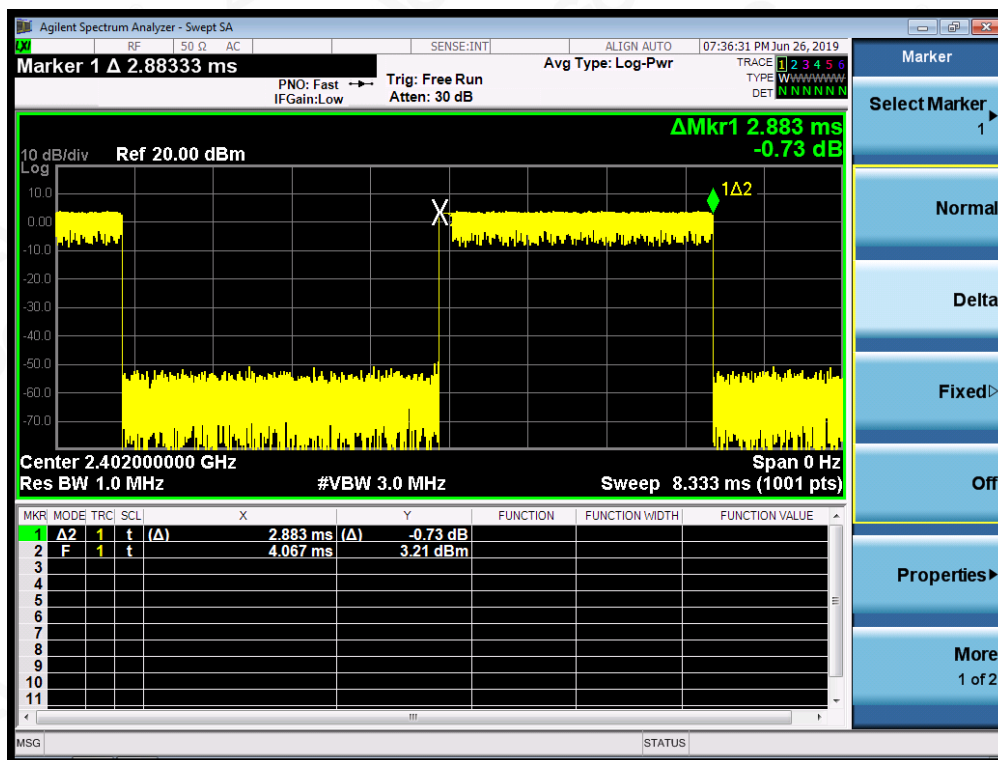 Agilent Spectrum Analyzer - Swept SA
LXI RF 50 Ω AC SENSE:INT ALIGN AUTO 07:36:31 PM Jun 26, 2019
Marker 1 Δ 2.88333 ms
PNO: Fast
IFGain:Low
Trig: Free Run
Atten: 30 dB
Avg Type: Log-Pwr
TRACE 1 2 3 4 5 6
TYPE WWWWWWW
DET N N N N N N
ΔMkr1 2.883 ms
-0.73 dB
10 dB/div Ref 20.00 dBm
Log
10.0
0.00
-10.0
-20.0
-30.0
-40.0
-50.0
-60.0
-70.0
1Δ2
Center 2.402000000 GHz Span 0 Hz
Res BW 1.0 MHz #VBW 3.0 MHz Sweep 8.333 ms (1001 pts)
MKR MODE TRC SCL X Y FUNCTION FUNCTION WIDTH FUNCTION VALUE
1 Δ2 1 t (Δ) 2.883 ms (Δ) -0.73 dB
2 F 1 t 4.067 ms 3.21 dBm
3
4
5
6
7
8
9
10
11
MSG STATUS
Marker
Select Marker
1
Normal
Delta
Fixed
Off
Properties
More
1 of 2